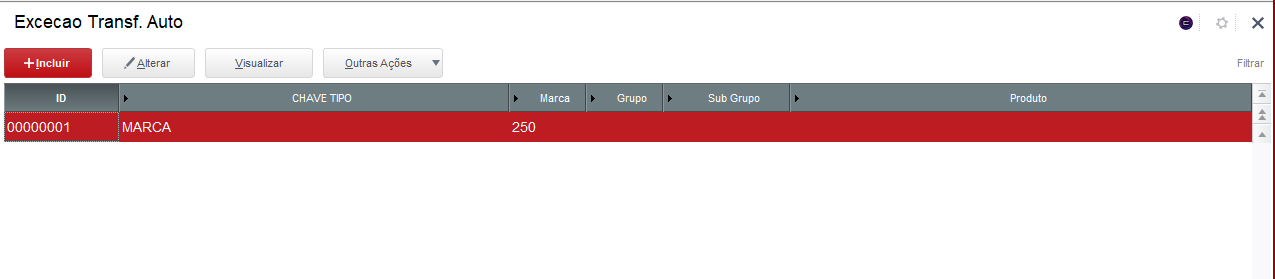 Excecao Transf. Auto
Incluir Alterar Visualizar Outras Ações Filtrar
ID CHAVE TIPO Marca Grupo Sub Grupo Produto
00000001 MARCA 250